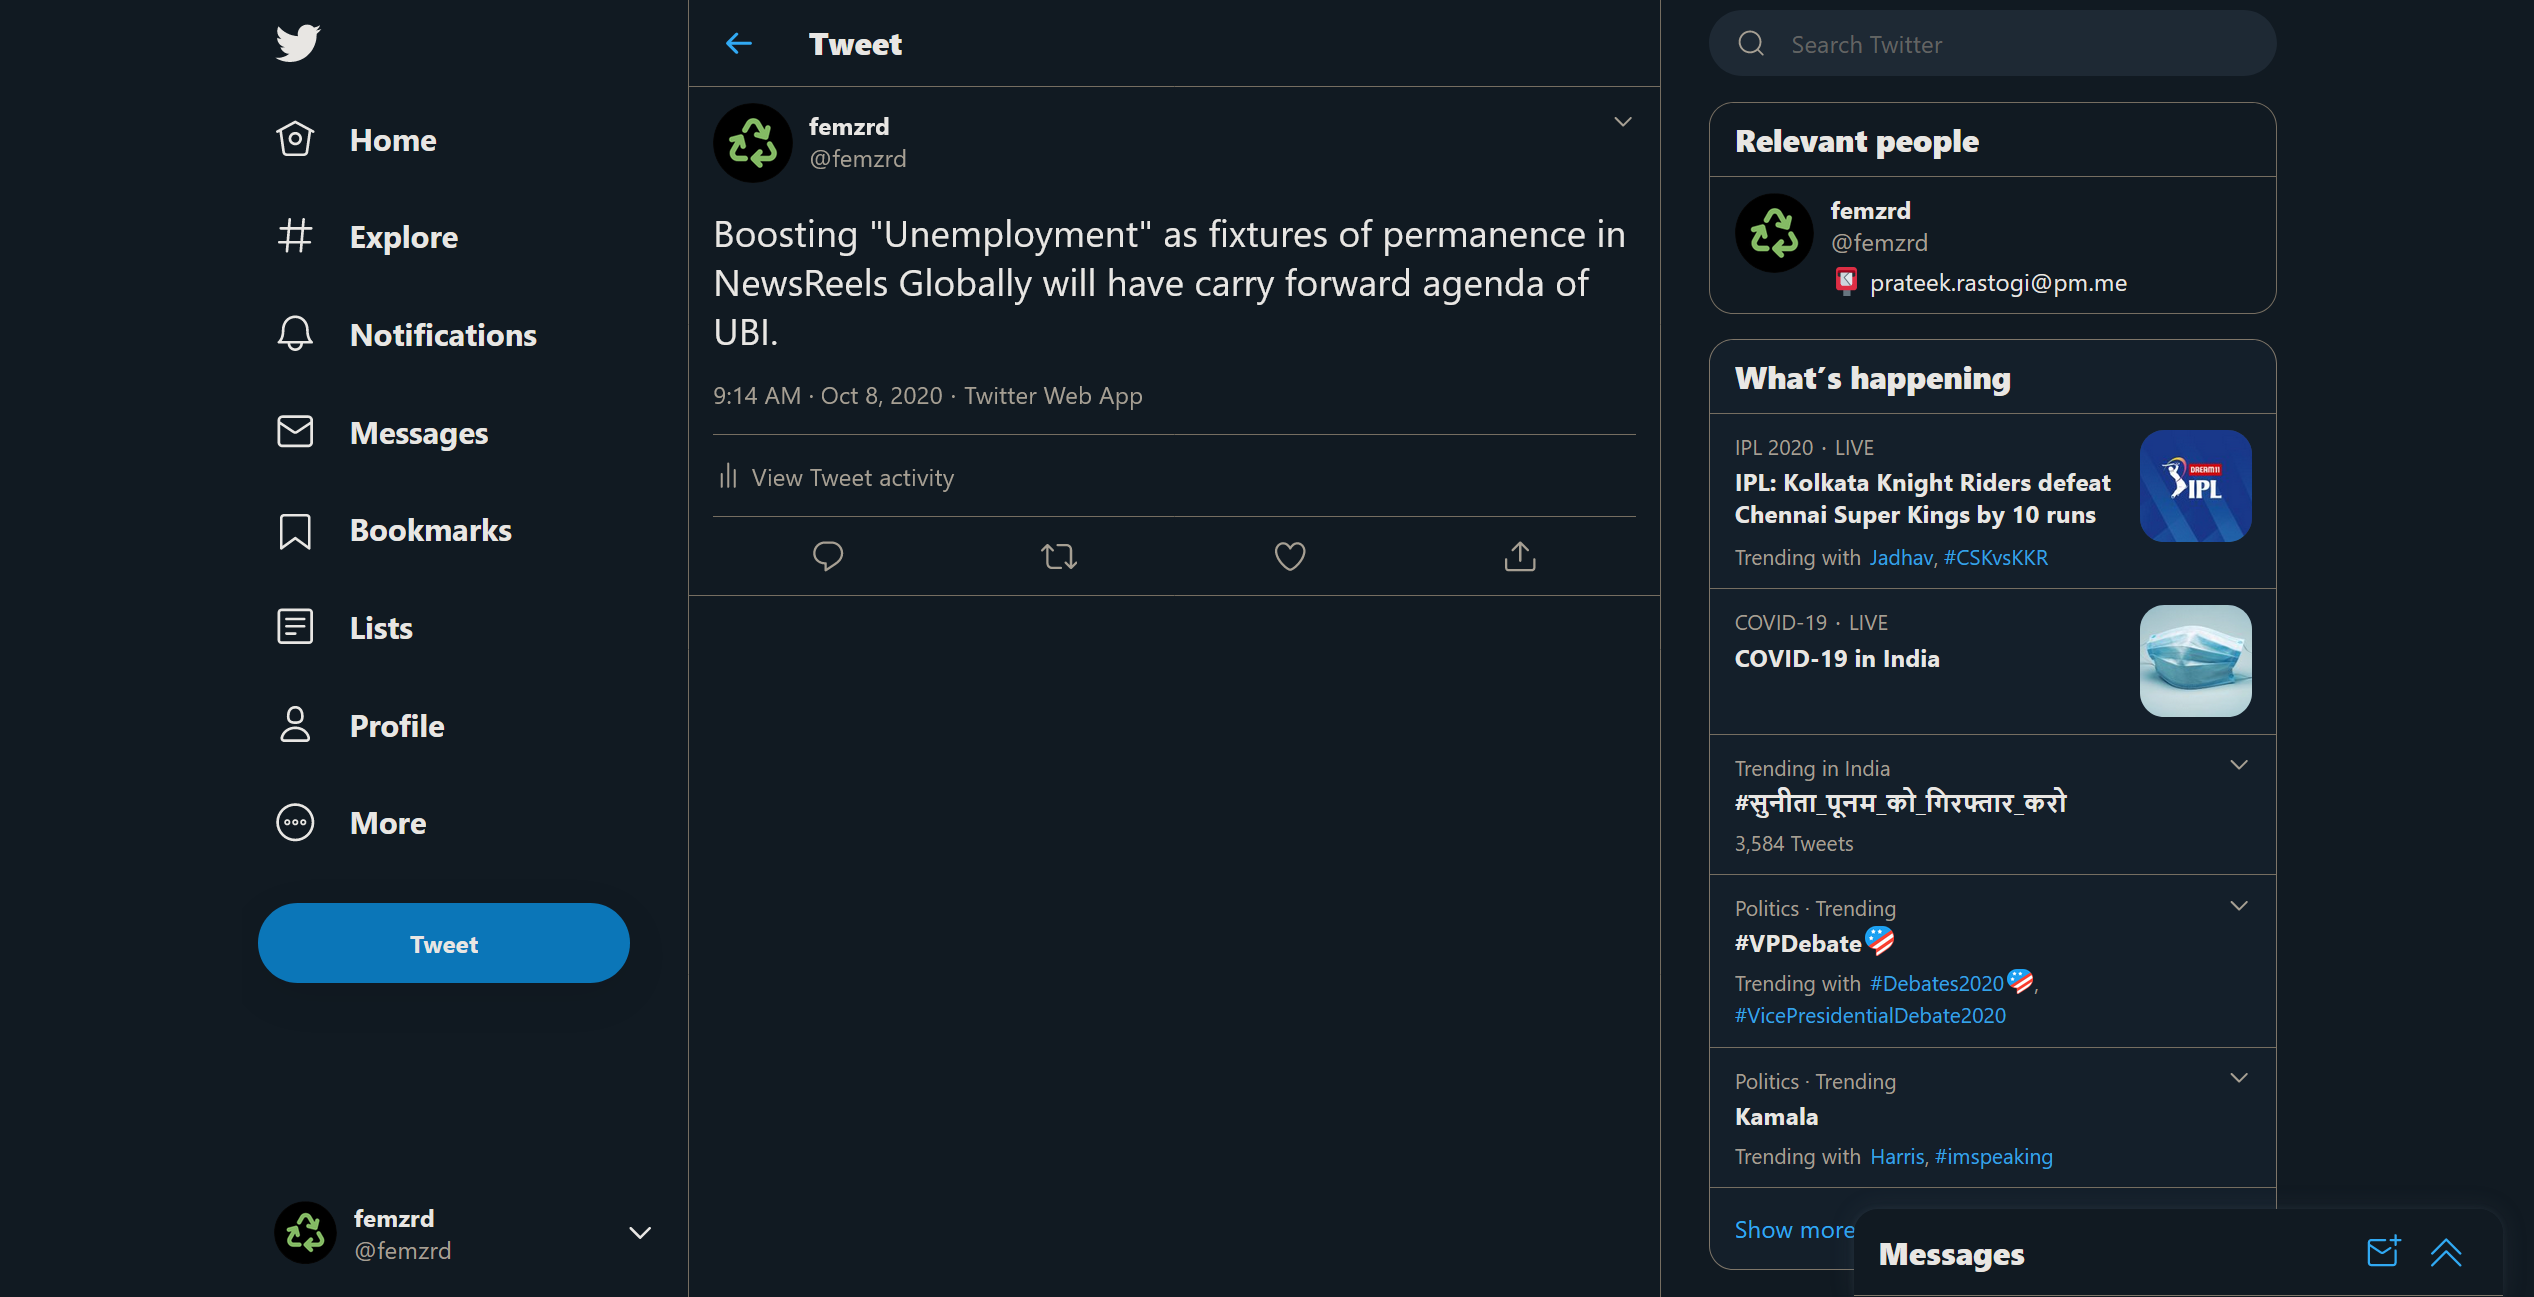 Home
Explore
Notifications
Messages
Bookmarks
Lists
Profile
More
Tweet
femzrd
@femzrd
Tweet
femzrd
@femzrd
Boosting "Unemployment" as fixtures of permanence in
NewsReels Globally will have carry forward agenda of
UBI.
9:14 AM · Oct 8, 2020 · Twitter Web App
View Tweet activity
Search Twitter
Relevant people
femzrd
@femzrd
prateek.rastogi@pm.me
What's happening
IPL 2020 · LIVE
IPL: Kolkata Knight Riders defeat
Chennai Super Kings by 10 runs
Trending with Jadhav, #CSKvsKKR
DREAM11
IPL
COVID-19 · LIVE
COVID-19 in India
Trending in India
#सुनीता_पूनम_को_गिरफ्तार_करो
3,584 Tweets
Politics · Trending
#VPDebate
Trending with #Debates2020,
#VicePresidentialDebate2020
Politics · Trending
Kamala
Trending with Harris, #imspeaking
Show more
Messages